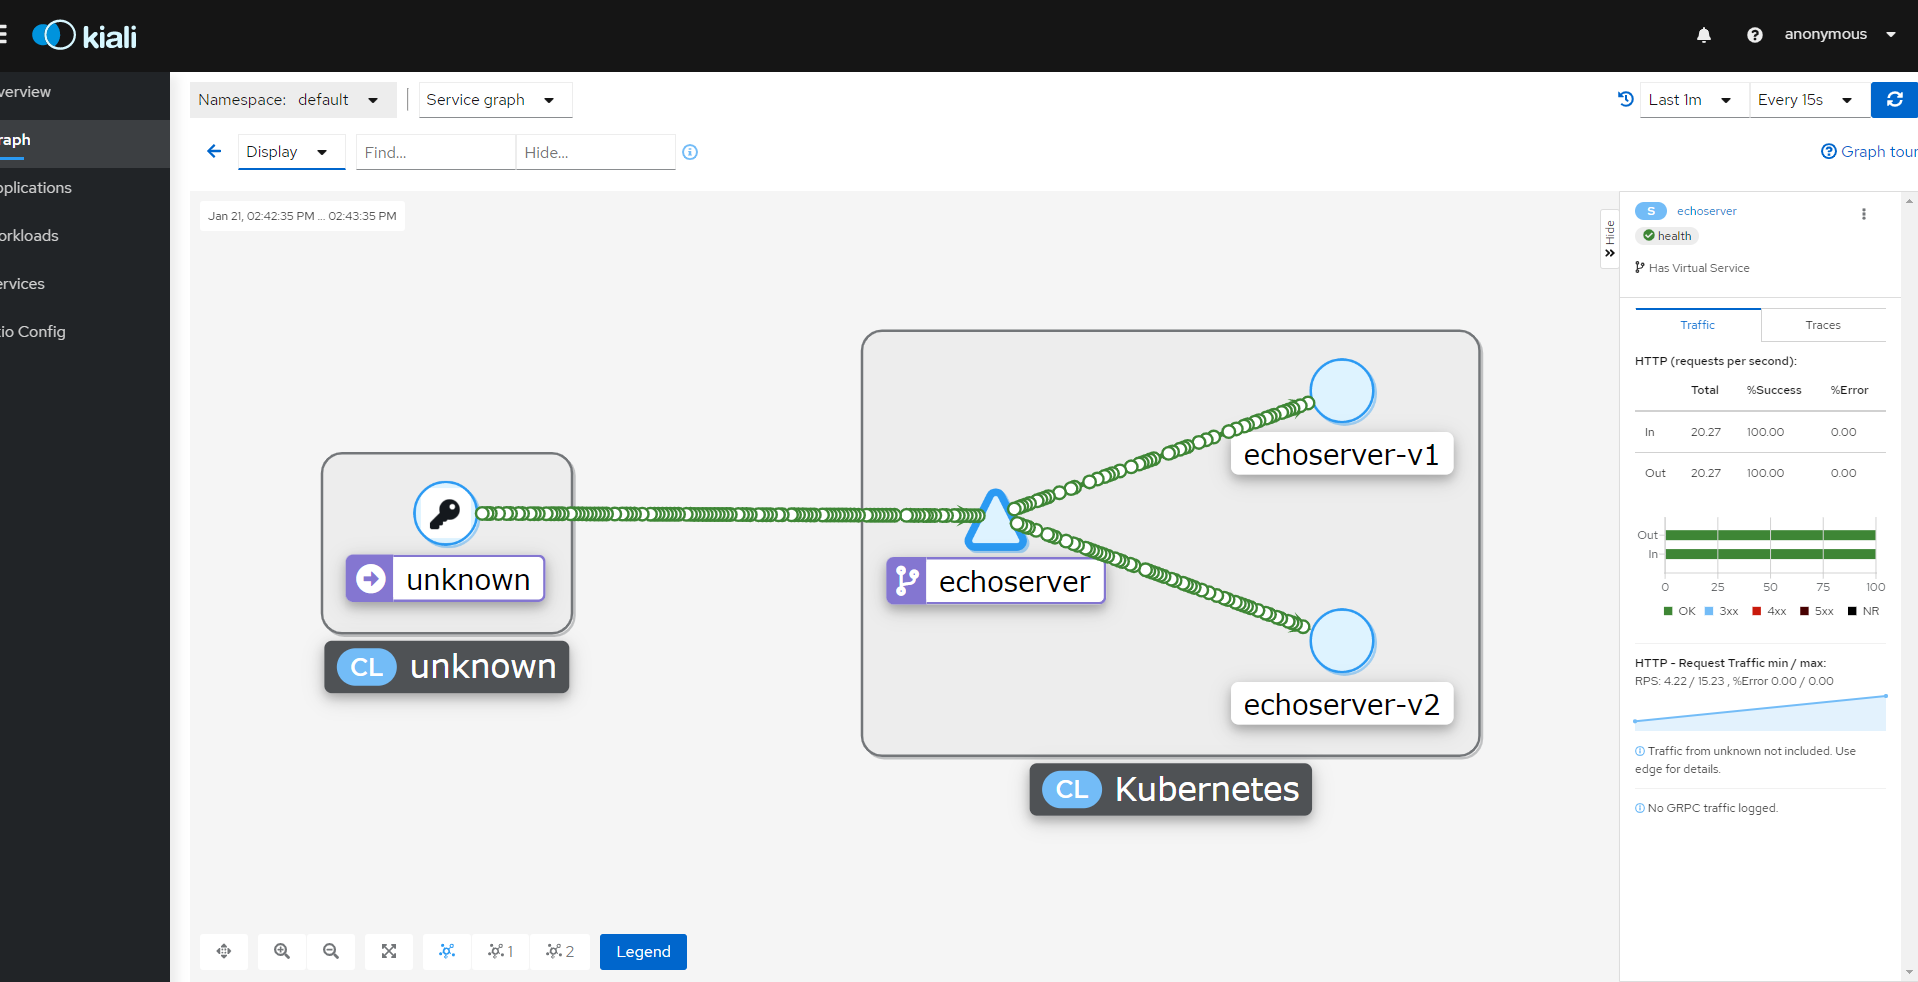 kiali
anonymous
verview
raph
pplications
orkloads
ervices
io Config
Namespace: default
Service graph
Last 1m
Every 15s
Display
Find...
Hide...
Graph tour
Jan 21, 02:42:35 PM ... 02:43:35 PM
Hide
unknown
CL unknown
echoserver
echoserver-v1
echoserver-v2
CL Kubernetes
1
2
Legend
S echoserver
health
Has Virtual Service
Traffic
Traces
HTTP (requests per second):
Total %Success %Error
In 20.27 100.00 0.00
Out 20.27 100.00 0.00
Out
In
0 25 50 75 100
OK 3xx 4xx 5xx NR
HTTP - Request Traffic min / max:
RPS: 4.22 / 15.23 , %Error 0.00 / 0.00
Traffic from unknown not included. Use
edge for details.
No GRPC traffic logged.